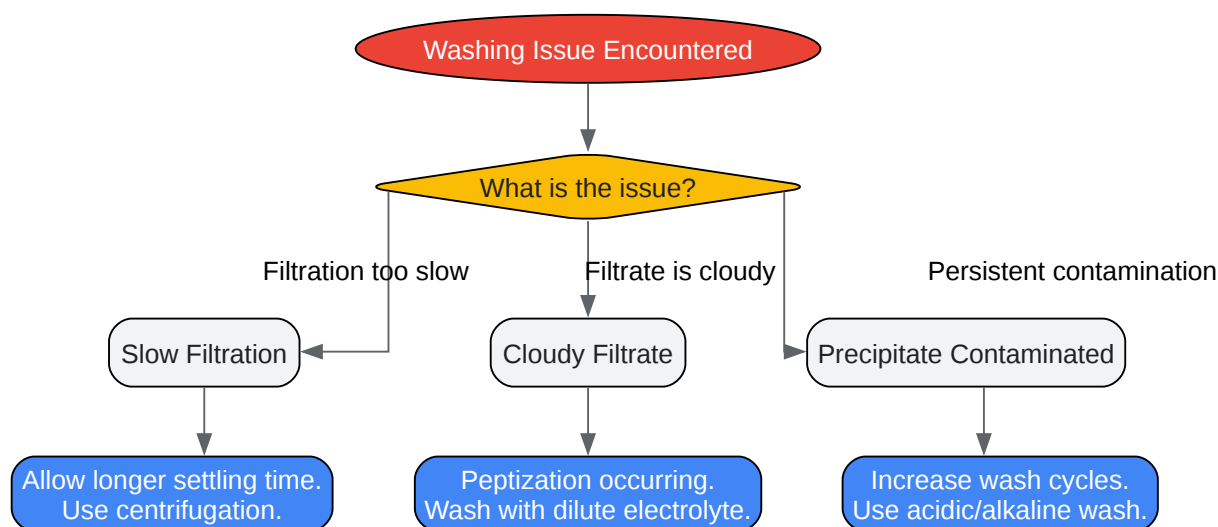 Washing Issue Encountered
What is the issue?
Filtration too slow
Filtrate is cloudy
Persistent contamination
Slow Filtration
Cloudy Filtrate
Precipitate Contaminated
Allow longer settling time.
Use centrifugation.
Peptization occurring.
Wash with dilute electrolyte.
Increase wash cycles.
Use acidic/alkaline wash.